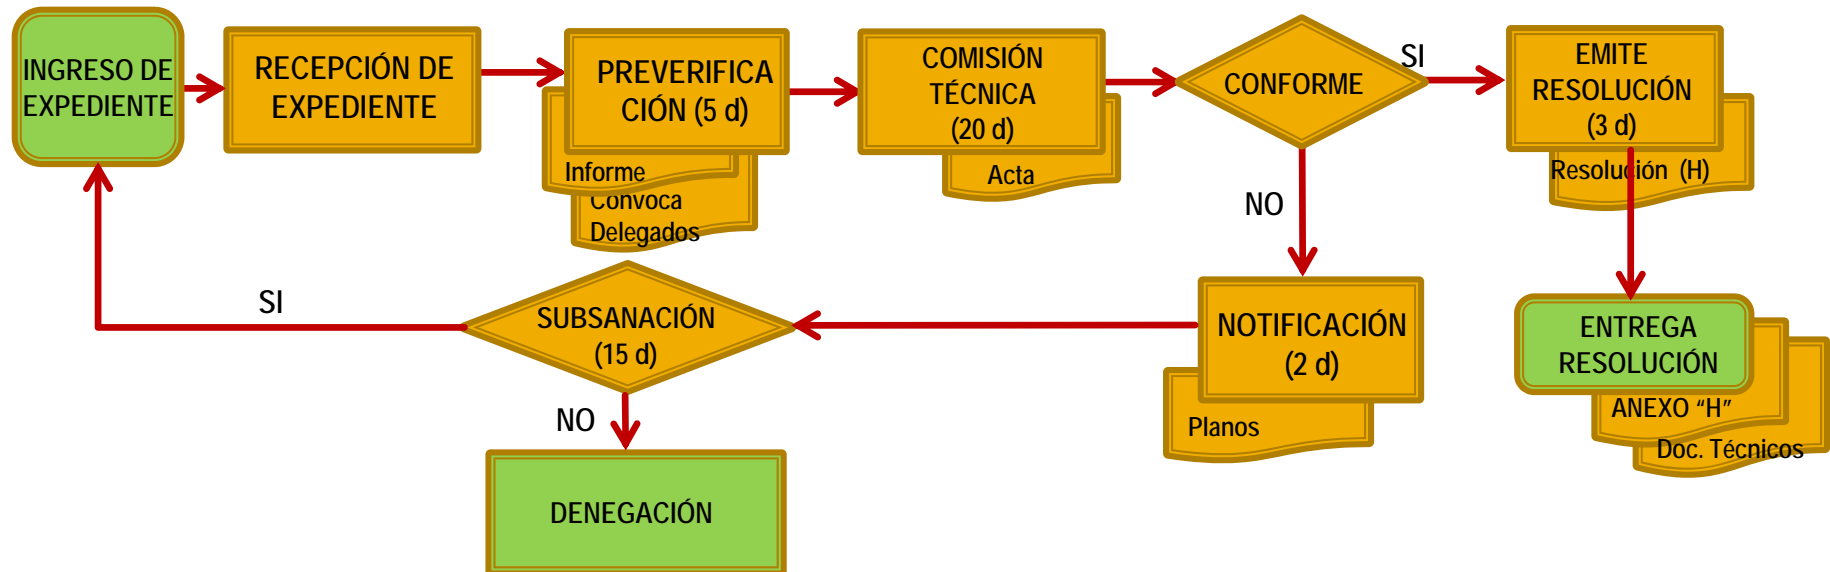 INGRESO DE
EXPEDIENTE
RECEPCIÓN DE
EXPEDIENTE
PREVERIFICA
CIÓN (5 d)
Informe
Convoca
Delegados
COMISIÓN
TÉCNICA
(20 d)
Acta
CONFORME
SI
EMITE
RESOLUCIÓN
(3 d)
Resolución (H)
NO
SI
SUBSANACIÓN
(15 d)
NOTIFICACIÓN
(2 d)
Planos
ENTREGA
RESOLUCIÓN
ANEXO “H”
Doc. Técnicos
NO
DENEGACIÓN